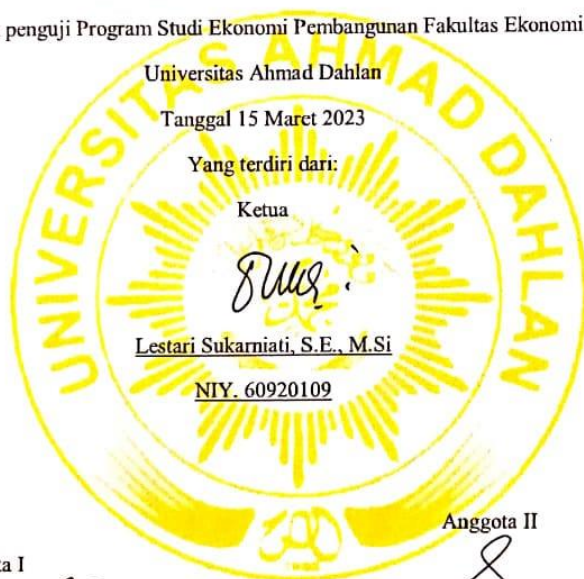 penguji Program Studi Ekonomi Pembangunan Fakultas Ekonomi
Universitas Ahmad Dahlan
Tanggal 15 Maret 2023
Yang terdiri dari:
Ketua
Lestari Sukarniati, S.E., M.Si
NIY. 60920109
UNIVERSITAS AHMAD DAHLAN
Anggota II